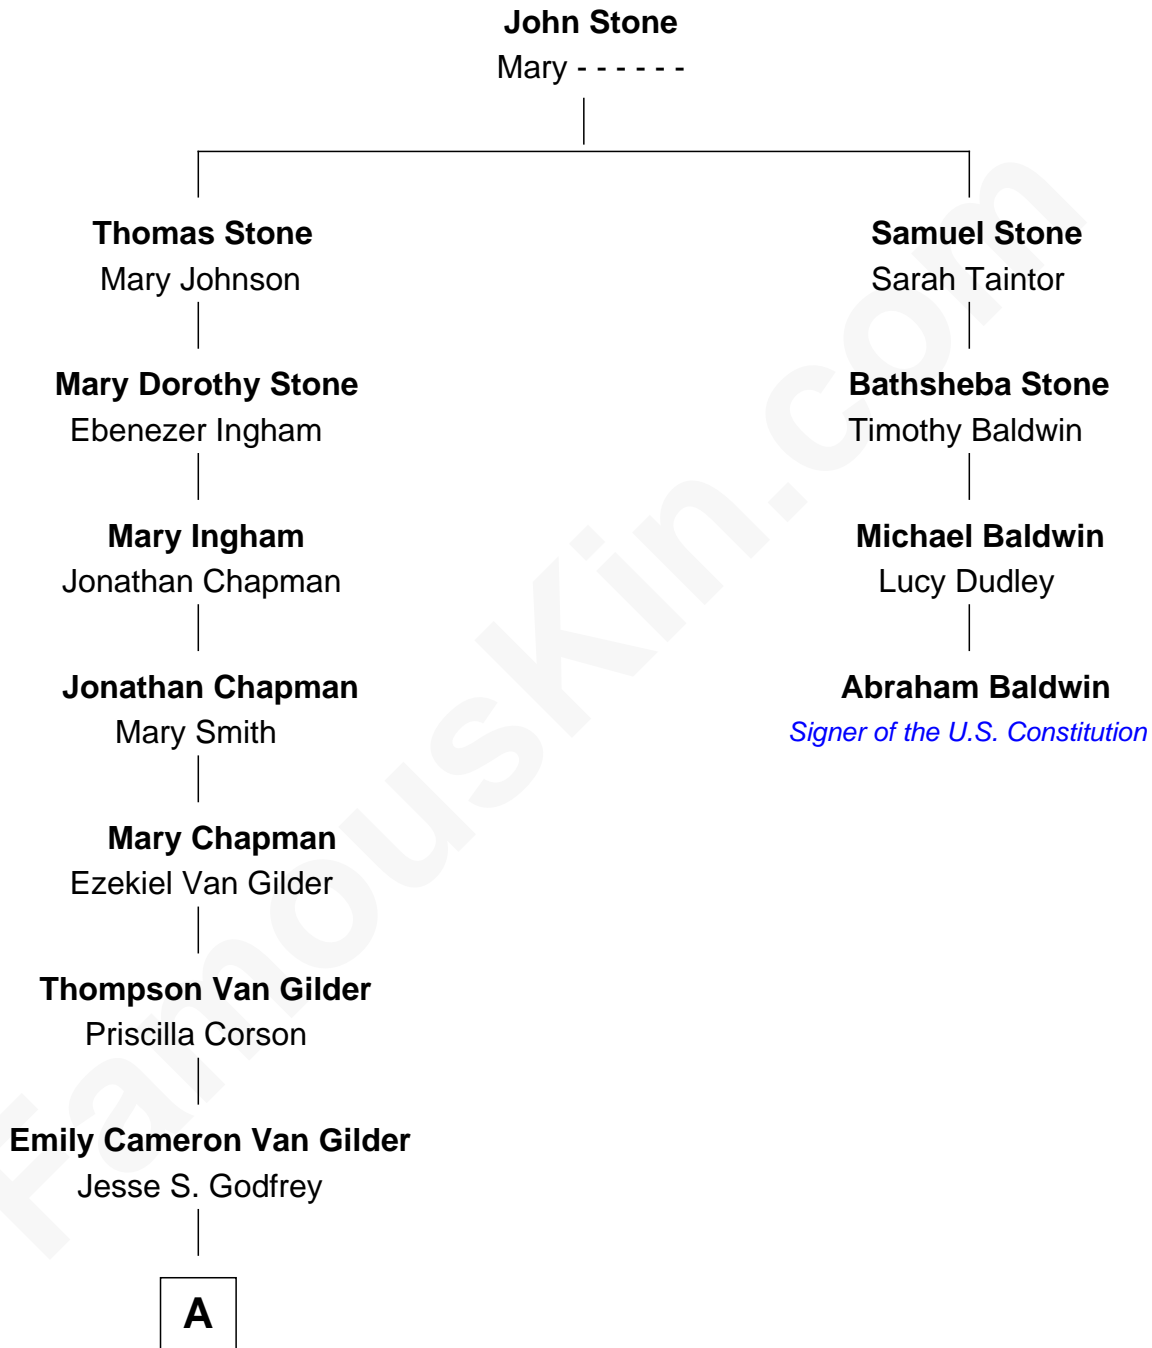 John Stone
Mary - - - - - -
Thomas Stone
Mary Johnson
Samuel Stone
Sarah Taintor
Mary Dorothy Stone
Ebenezer Ingham
Bathsheba Stone
Timothy Baldwin
Mary Ingham
Jonathan Chapman
Michael Baldwin
Lucy Dudley
Jonathan Chapman
Mary Smith
Abraham Baldwin
Signer of the U.S. Constitution
Mary Chapman
Ezekiel Van Gilder
Thompson Van Gilder
Priscilla Corson
Emily Cameron Van Gilder
Jesse S. Godfrey
A
FamousKin.com